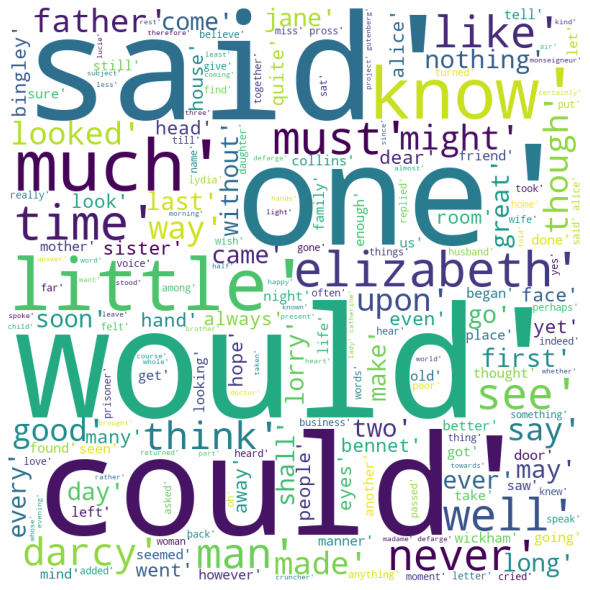 father'
come'
jane'
like'
said'
know'
nothing'
alice'
let'
tell'
kind'
rest'
therefore'
lucie'
miss' pross'
believe'
still'
give'
quite'
house'
bingley'
sure'
find'
together'
sat'
air'
project' gutenberg'
turned'
monseigneur'
certainly'
put'
least'
subject'
coming'
less'
three'
looked'
head'
must'
might'
though'
till'
name'
without'
daughter'
defarge'
since'
much'
one'
dear'
friend'
took'
really'
lydia'
collins'
almost'
great'
home'
look'
last'
way'
family'
enough'
replied'
room'
wife'
done'
said' alice'
time'
morning'
wish'
hands'
light'
us'
mother'
sister'
came'
gone'
things'
husband'
told'
yes'
answer'
word'
voice'
elizabeth'
little'
far'
want'
stood'
among'
half'
night'
happy'
often'
upon'
began'
face'
perhaps'
soon'
hand'
always'
known'
present'
even'
go'
yet'
indeed'
spoke'
leave'
felt'
child'
brother'
life'
lady' catherine'
hear'
place'
would'
first'
course'
whole'
get'
looking'
hope'
lorry'
heart'
make'
words'
old'
world'
poor'
thought'
see'
whether'
prisoner'
taken'
doctor'
something'
good'
many'
brought'
think'
business'
two'
bennet'
better'
thing'
say'
every'
found'
seen'
love'
returned'
part'
heard'
could'
shall'
people'
got'
door'
may'
day'
rather'
asked'
oh'
away'
eyes'
another'
passed'
ever'
saw'
knew'
towards'
take'
well'
speak'
left'
whose'
evening'
darcy'
man'
made'
back'
woman'
manner'
wickham'
madame' defarge'
going'
never'
long'
mind'
added'
seemed'
went'
however'
cruncher'
anything'
moment'
letter'
cried'